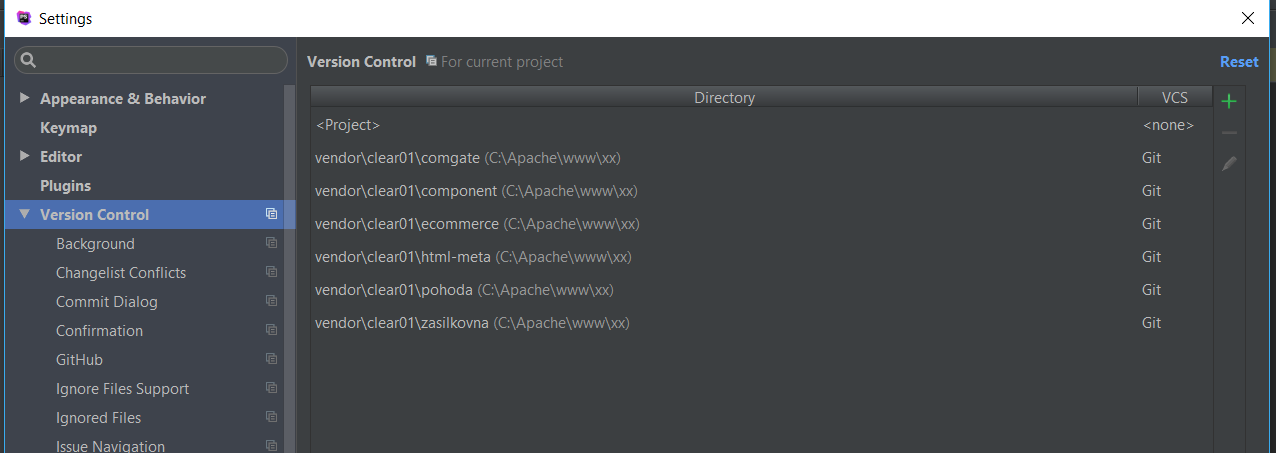 PS Settings
Version Control For current project Reset
Appearance & Behavior
Keymap
Editor
Plugins
Version Control
Background
Changelist Conflicts
Commit Dialog
Confirmation
GitHub
Ignore Files Support
Ignored Files
Issue Navigation
Directory VCS
<Project> <none>
vendor\clear01\comgate (C:\Apache\www\xx) Git
vendor\clear01\component (C:\Apache\www\xx) Git
vendor\clear01\ecommerce (C:\Apache\www\xx) Git
vendor\clear01\html-meta (C:\Apache\www\xx) Git
vendor\clear01\pohoda (C:\Apache\www\xx) Git
vendor\clear01\zasilkovna (C:\Apache\www\xx) Git